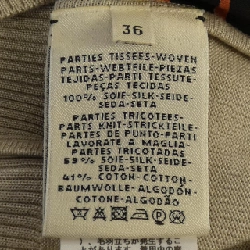 36
PARTIES TISSEES-WOVEN
PARTS-WEBTEILE-PIEZAS
TEJIDAS-PARTI TESSUTE-
PEÇAS TECIDAS
100% SOIE-SILK-SEIDE-
SEDA-SETA
PARTIES TRICOTEES-
PARTS KNIT-STRICKTEILE-
PARTES DE PUNTO-PARTI
LAVORATE A MAGLIA-
PARTES TRICOTADAS
59% SOIE-SILK-SEIDE-
SEDA-SETA
41% COTON-COTTON-
BAUMWOLLE-ALGODÓN-
COTONE-ALGODÃO